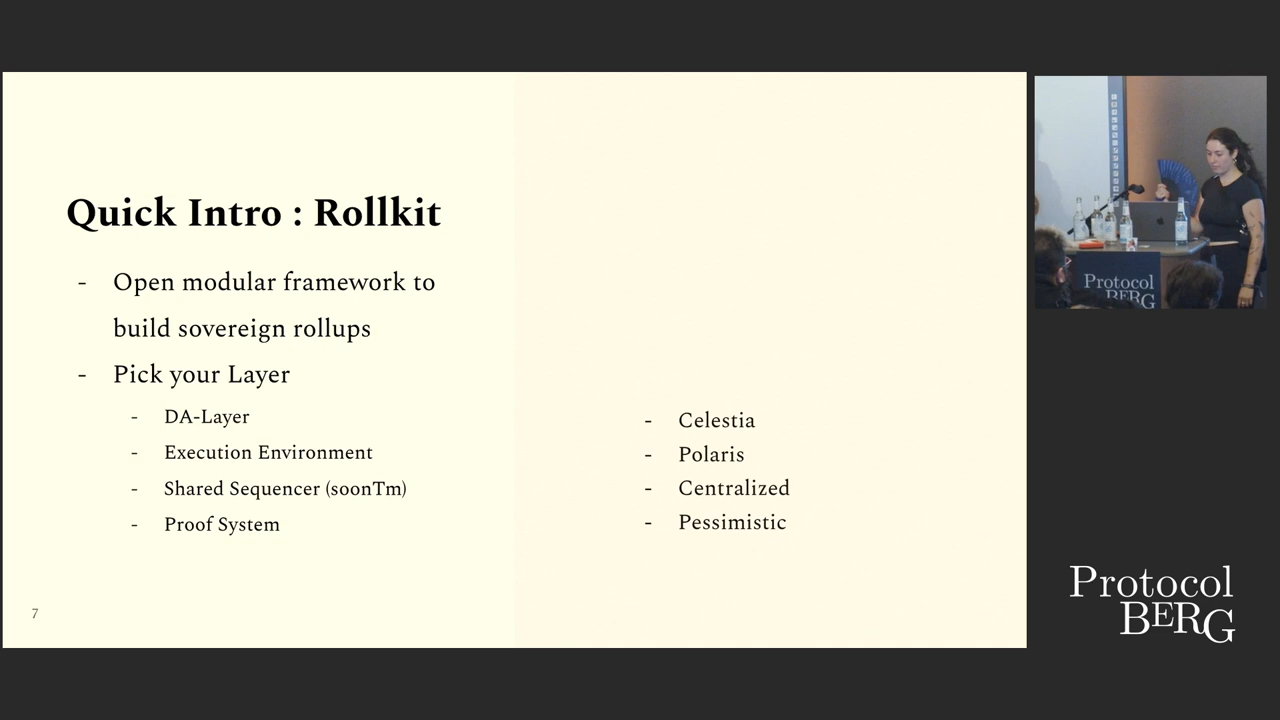 Quick Intro : Rollkit
- Open modular framework to
build sovereign rollups
- Pick your Layer
- DA-Layer
- Execution Environment
- Shared Sequencer (soonTm)
- Proof System
- Celestia
- Polaris
- Centralized
- Pessimistic
7
Protocol
BERG
Protocol
BERG